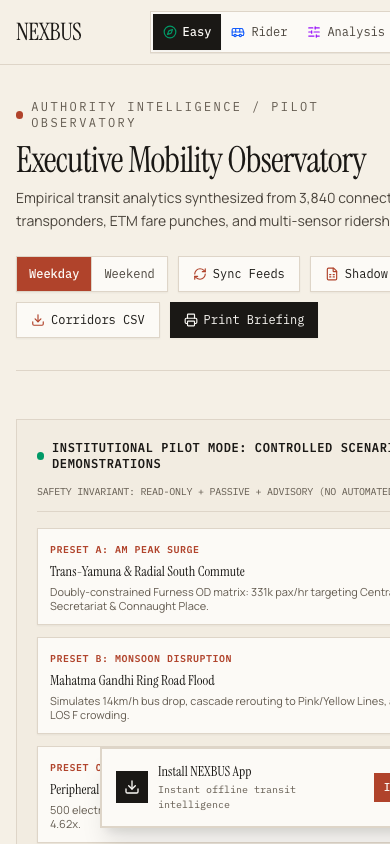 NEXBUS
Easy
Rider
Analysis
AUTHORITY INTELLIGENCE / PILOT
OBSERVATORY
Executive Mobility Observatory
Empirical transit analytics synthesized from 3,840 connect
transponders, ETM fare punches, and multi-sensor ridersh
Weekday
Weekend
Sync Feeds
Shadow
Corridors CSV
Print Briefing
INSTITUTIONAL PILOT MODE: CONTROLLED SCENARI
DEMONSTRATIONS
SAFETY INVARIANT: READ-ONLY + PASSIVE + ADVISORY (NO AUTOMATED
PRESET A: AM PEAK SURGE
Trans-Yamuna & Radial South Commute
Doubly-constrained Furness OD matrix: 331k pax/hr targeting Centra
Secretariat & Connaught Place.
PRESET B: MONSOON DISRUPTION
Mahatma Gandhi Ring Road Flood
Simulates 14km/h bus drop, cascade rerouting to Pink/Yellow Lines,
LOS F crowding.
PRESET C
Peripheral
500 electr
4.62x.
Install NEXBUS App
Instant offline transit
intelligence